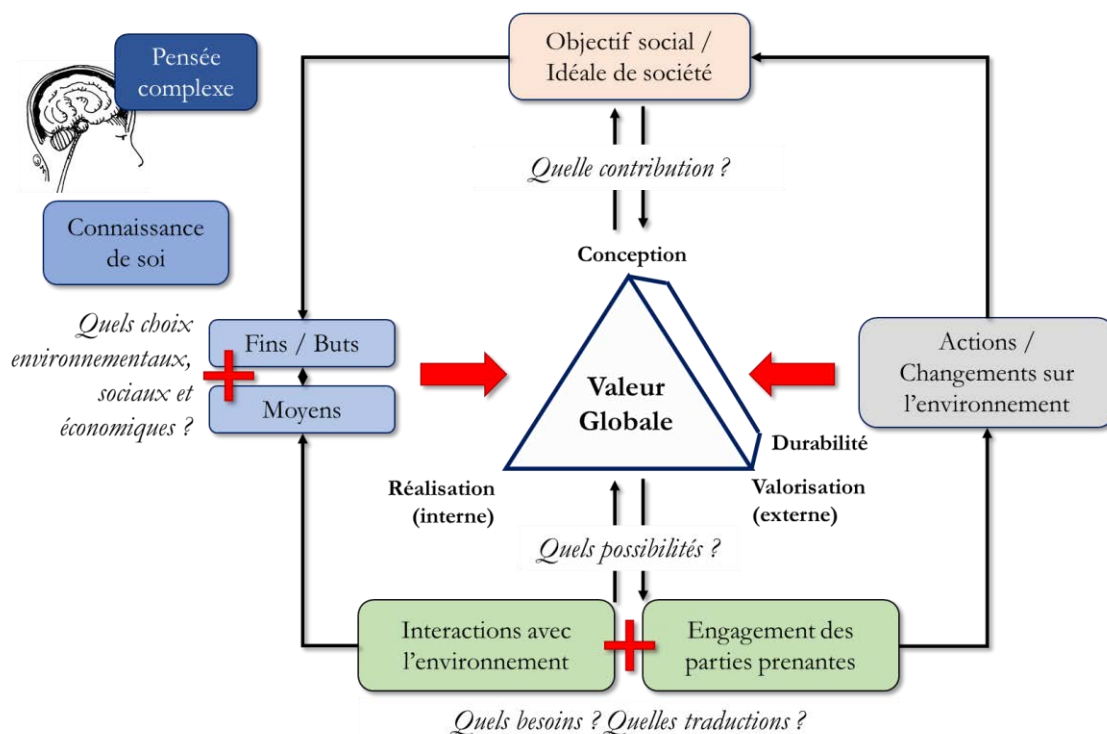 Pensée
complexe
Objectif social /
Idéale de société
Quelle contribution ?
Connaissance
de soi
Conception
Quels choix
environnementaux,
sociaux et
économiques ?
Fins / Buts
Moyens
Valeur
Globale
Actions /
Changements sur
l'environnement
Durabilité
Réalisation
(interne)
Valorisation
(externe)
Quels possibilités ?
Interactions avec
l'environnement
Engagement des
parties prenantes
Quels besoins ? Quelles traductions ?